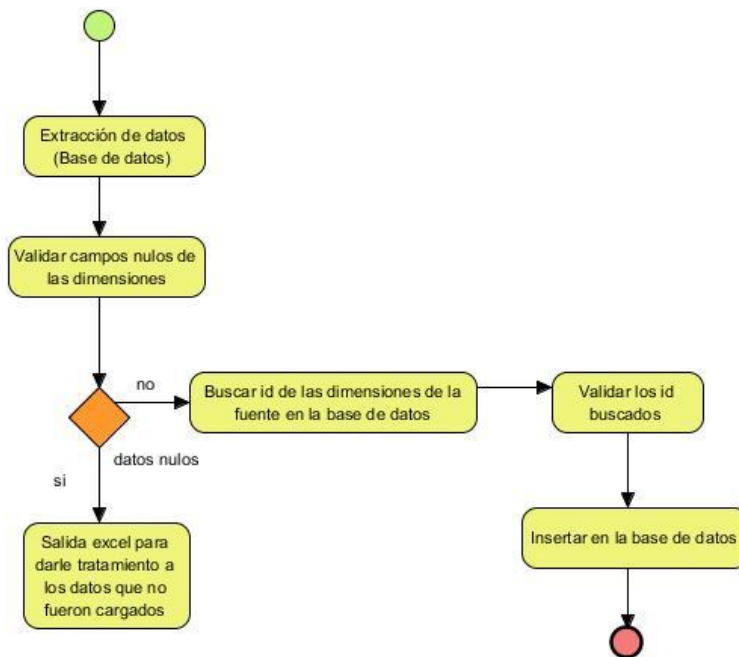 Extracción de datos
(Base de datos)
Validar campos nulos de
las dimensiones
no
Buscar id de las dimensiones de la
fuente en la base de datos
Validar los id
buscados
datos nulos
si
Salida excel para
darle tratamiento a
los datos que no
fueron cargados
Insertar en la base de datos